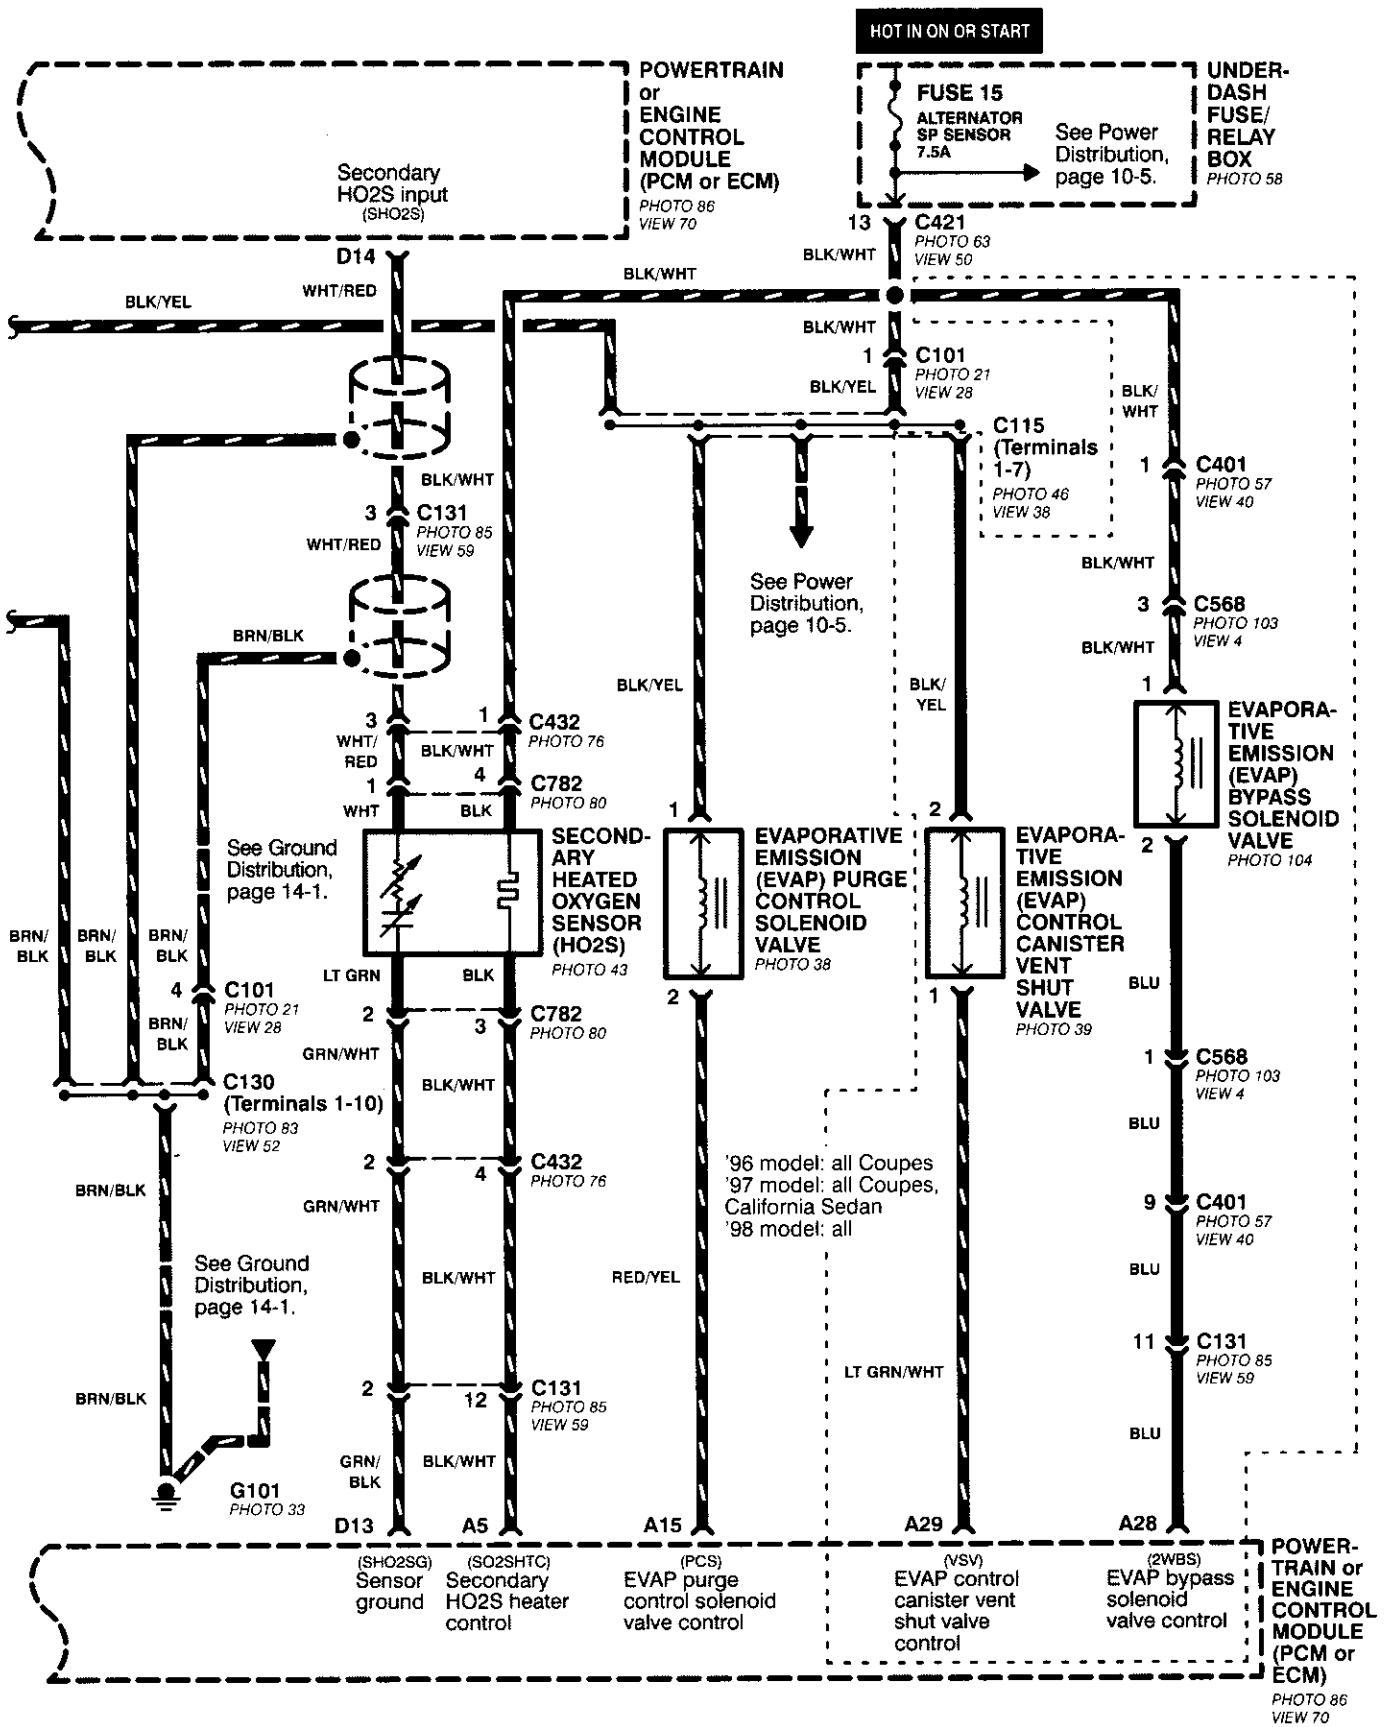 HOT IN ON OR START
POWERTRAIN
or
ENGINE
CONTROL
MODULE
(PCM or ECM)
PHOTO 86
VIEW 70
Secondary
HO2S input
(SHO2S)
FUSE 15
ALTERNATOR
SP SENSOR
7.5A
See Power
Distribution,
page 10-5.
UNDER-
DASH
FUSE/
RELAY
BOX
PHOTO 58
D14
13
C421
PHOTO 63
VIEW 50
BLK/WHT
WHT/RED
BLK/WHT
BLK/YEL
BLK/WHT
1
C101
PHOTO 21
VIEW 28
BLK/YEL
BLK/
WHT
C115
(Terminals
1-7)
PHOTO 46
VIEW 38
1
C401
PHOTO 57
VIEW 40
BLK/WHT
3
C131
PHOTO 85
VIEW 59
WHT/RED
BLK/WHT
See Power
Distribution,
page 10-5.
3
C568
PHOTO 103
VIEW 4
BRN/BLK
BLK/WHT
BLK/YEL
BLK/
YEL
1
3
1
C432
PHOTO 76
WHT/
RED
BLK/WHT
1
4
C782
PHOTO 80
WHT
BLK
EVAPORA-
TIVE
EMISSION
(EVAP)
BYPASS
SOLENOID
VALVE
PHOTO 104
1
2
2
See Ground
Distribution,
page 14-1.
SECOND-
ARY
HEATED
OXYGEN
SENSOR
(HO2S)
PHOTO 43
EVAPORATIVE
EMISSION
(EVAP) PURGE
CONTROL
SOLENOID
VALVE
PHOTO 38
EVAPORA-
TIVE
EMISSION
(EVAP)
CONTROL
CANISTER
VENT
SHUT
VALVE
PHOTO 39
BRN/
BLK
BRN/
BLK
BRN/
BLK
LT GRN
BLK
BLU
4
C101
PHOTO 21
VIEW 28
BRN/
BLK
2
3
C782
PHOTO 80
2
1
GRN/WHT
BLK/WHT
1
C568
PHOTO 103
VIEW 4
C130
(Terminals 1-10)
PHOTO 83
VIEW 52
BLU
2
4
C432
PHOTO 76
'96 model: all Coupes
'97 model: all Coupes,
California Sedan
'98 model: all
BRN/BLK
GRN/WHT
9
C401
PHOTO 57
VIEW 40
See Ground
Distribution,
page 14-1.
BLK/WHT
RED/YEL
BLU
11
C131
PHOTO 85
VIEW 59
LT GRN/WHT
BRN/BLK
2
12
C131
PHOTO 85
VIEW 59
BLU
GRN/
BLK
BLK/WHT
G101
PHOTO 33
D13
A5
A15
A29
A28
(SHO2SG)
Sensor
ground
(SO2SHTC)
Secondary
HO2S heater
control
(PCS)
EVAP purge
control solenoid
valve control
(VSV)
EVAP control
canister vent
shut valve
control
(2WBS)
EVAP bypass
solenoid
valve control
POWER-
TRAIN or
ENGINE
CONTROL
MODULE
(PCM or
ECM)
PHOTO 86
VIEW 70